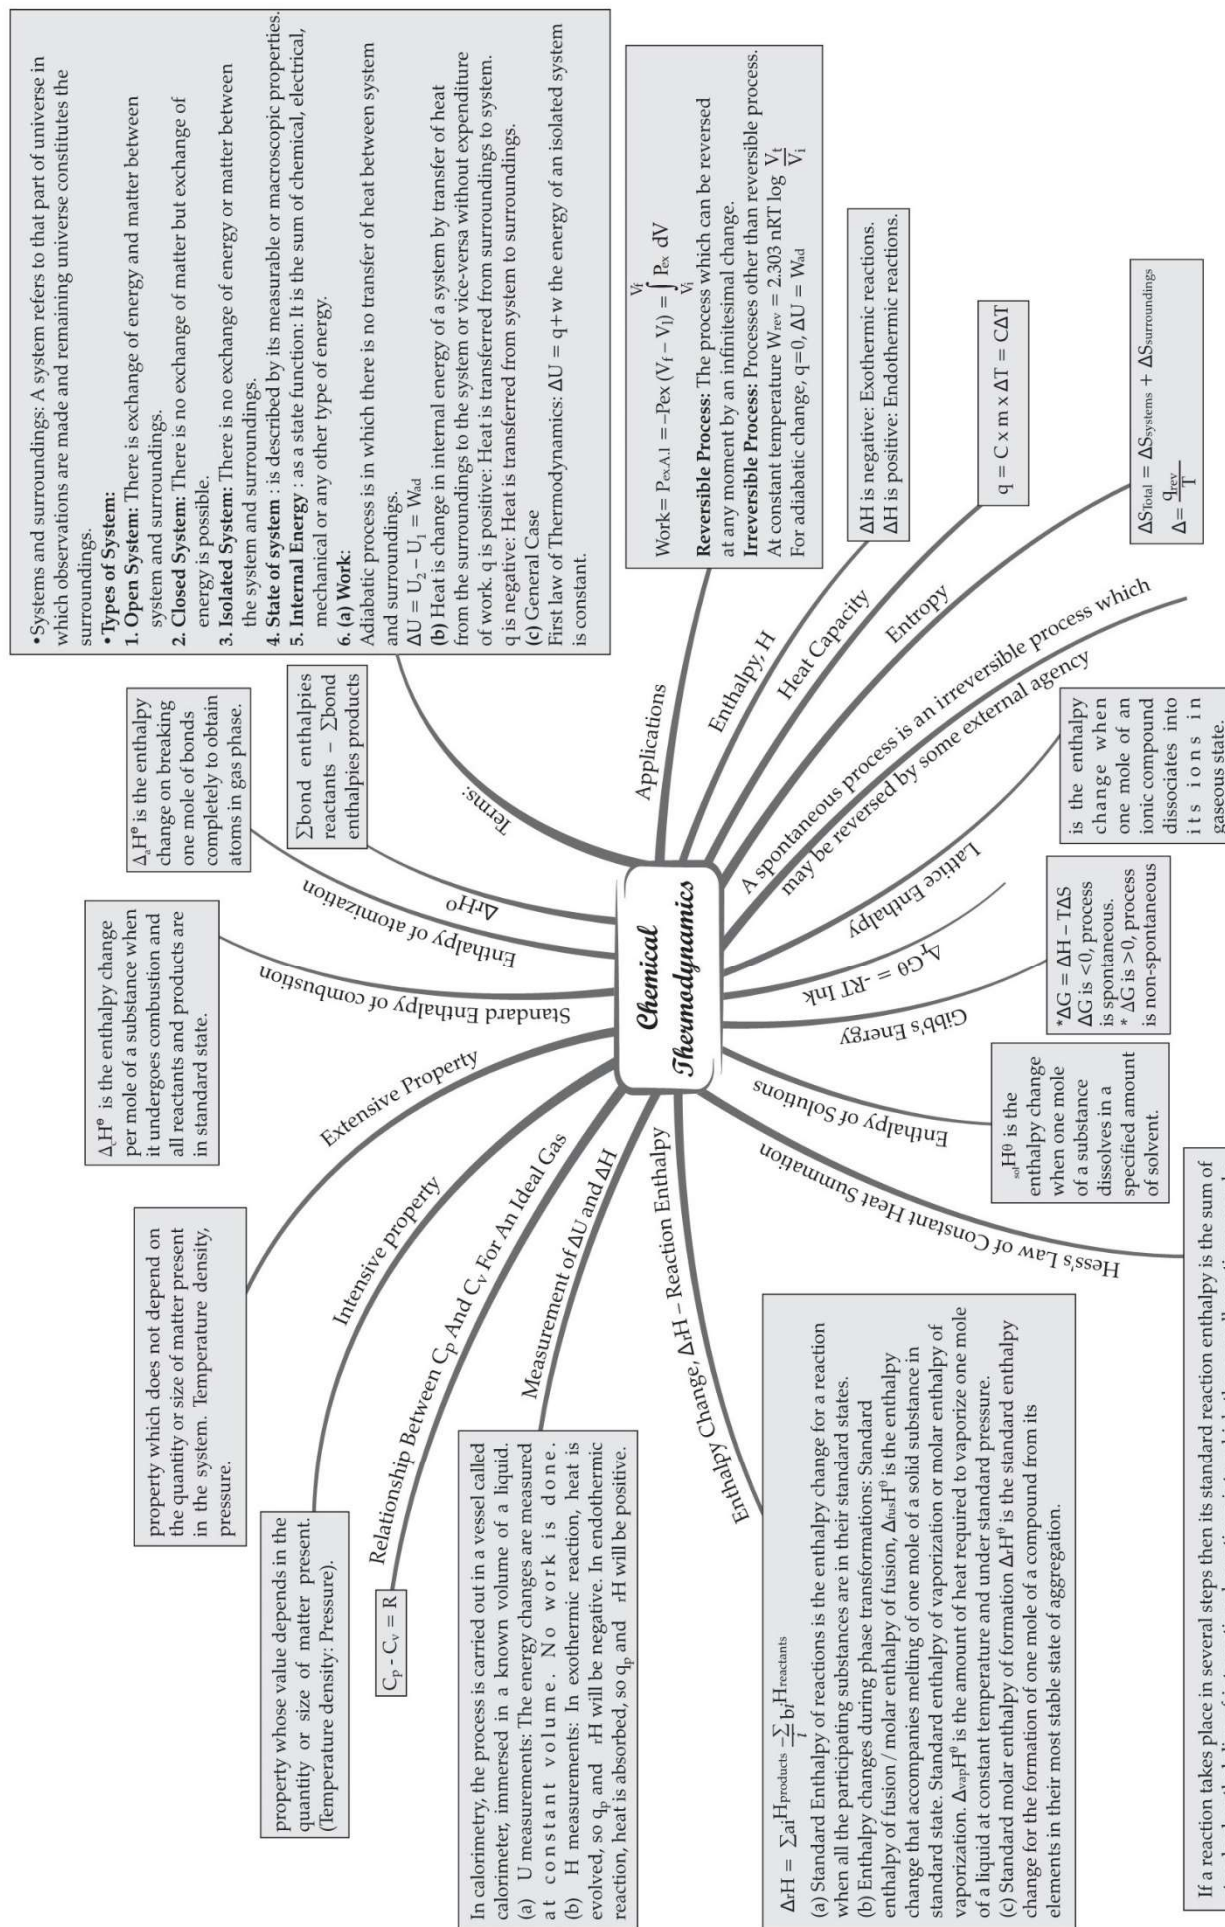 Chemical
Thermodynamics
Terms:
•Systems and surroundings: A system refers to that part of universe in
which observations are made and remaining universe constitutes the
surroundings.
•Types of System:
1. Open System: There is exchange of energy and matter between
system and surroundings.
2. Closed System: There is no exchange of matter but exchange of
energy is possible.
3. Isolated System: There is no exchange of energy or matter between
the system and surroundings.
4. State of system : is described by its measurable or macroscopic properties.
5. Internal Energy : as a state function: It is the sum of chemical, electrical,
mechanical or any other type of energy.
6. (a) Work:
Adiabatic process is in which there is no transfer of heat between system
and surroundings.
ΔU = U₂ – U₁ = Wad
(b) Heat is change in internal energy of a system by transfer of heat
from the surroundings to the system or vice-versa without expenditure
of work. q is positive: Heat is transferred from surroundings to system.
q is negative: Heat is transferred from system to surroundings.
(c) General Case
First law of Thermodynamics: ΔU = q+w the energy of an isolated system
is constant.
Applications
Work= Pex.A.l = –Pex (Vf – Vl) = ∫ Vi Vf Pex dV
Reversible Process: The process which can be reversed
at any moment by an infinitesimal change.
Irreversible Process: Processes other than reversible process.
At constant temperature Wrev = 2.303 nRT log Vt/Vi
For adiabatic change, q=0, ΔU = Wad
Enthalpy, H
ΔH is negative: Exothermic reactions.
ΔH is positive: Endothermic reactions.
Heat Capacity
q = C x m x ΔT = CΔT
Entropy
ΔSTotal = ΔSsystems + ΔSsurroundings
Δ= qrev/T
A spontaneous process is an irreversible process which
may be reversed by some external agency
Lattice Enthalpy
is the enthalpy
change when
one mole of an
ionic compound
dissociates into
its ions in
gaseous state.
ΔrGθ = -RT lnk
Gibb's Energy
*ΔG = ΔH – TΔS
ΔG is <0, process
is spontaneous.
* ΔG is >0, process
is non-spontaneous
Enthalpy of Solutions
solHθ is the
enthalpy change
when one mole
of a substance
dissolves in a
specified amount
of solvent.
Hess's Law of Constant Heat Summation
If a reaction takes place in several steps then its standard reaction enthalpy is the sum of
Enthalpy Change, ΔrH – Reaction Enthalpy
ΔrH = ∑ai Hproducts –∑i bi Hreactants
(a) Standard Enthalpy of reactions is the enthalpy change for a reaction
when all the participating substances are in their standard states.
(b) Enthalpy changes during phase transformations: Standard
enthalpy of fusion / molar enthalpy of fusion, ΔfusHθ is the enthalpy
change that accompanies melting of one mole of a solid substance in
standard state. Standard enthalpy of vaporization or molar enthalpy of
vaporization. ΔvapHθ is the amount of heat required to vaporize one mole
of a liquid at constant temperature and under standard pressure.
(c) Standard molar enthalpy of formation ΔrHθ is the standard enthalpy
change for the formation of one mole of a compound from its
elements in their most stable state of aggregation.
Measurement of ΔU and ΔH
In calorimetry, the process is carried out in a vessel called
calorimeter, immersed in a known volume of a liquid.
(a) U measurements: The energy changes are measured
at constant volume. No work is done.
(b) H measurements: In exothermic reaction, heat is
evolved, so qp and rH will be negative. In endothermic
reaction, heat is absorbed, so qp and rH will be positive.
Relationship Between Cp And Cv For An Ideal Gas
Cp - Cv = R
Intensive property
property whose value depends in the
quantity or size of matter present.
(Temperature density: Pressure).
Extensive Property
property which does not depend on
the quantity or size of matter present
in the system. Temperature density,
pressure.
Standard Enthalpy of combustion
ΔcHθ is the enthalpy change
per mole of a substance when
it undergoes combustion and
all reactants and products are
in standard state.
Enthalpy of atomization
ΔaHθ is the enthalpy
change on breaking
one mole of bonds
completely to obtain
atoms in gas phase.
ΔrH⁰
∑bond enthalpies
reactants – ∑bond
enthalpies products